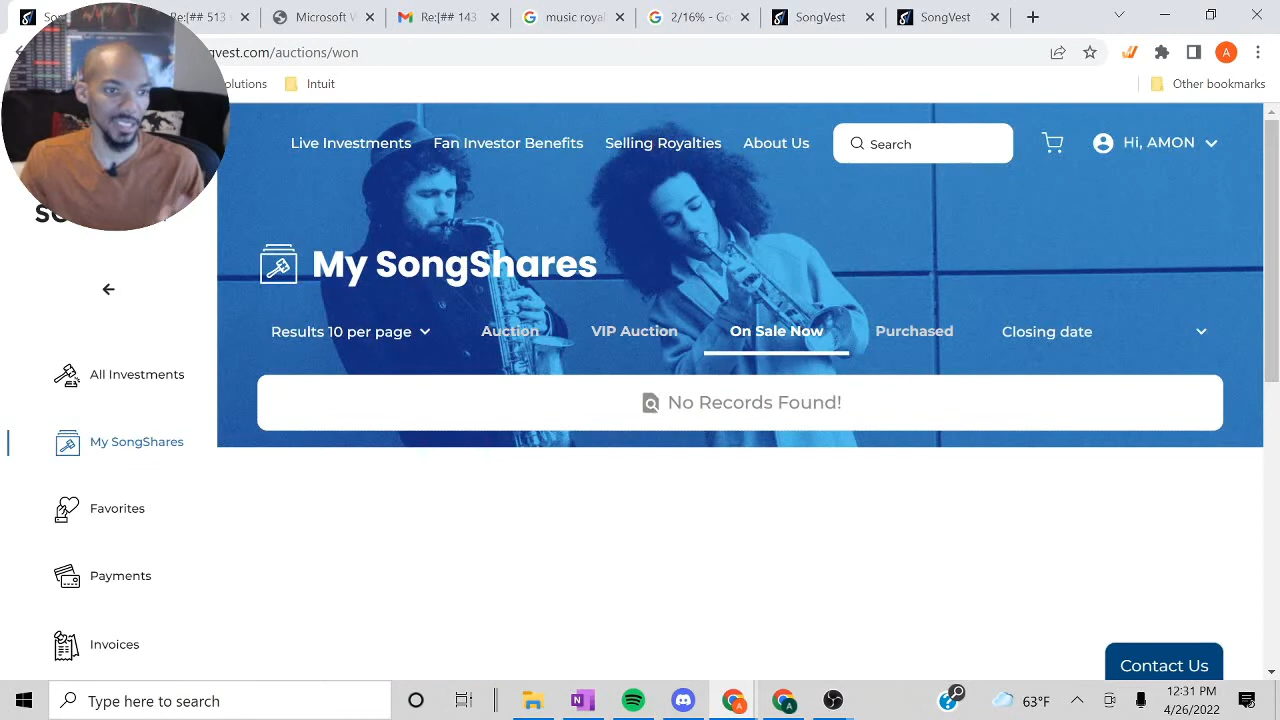 Re:[## 513
Microsoft W
Re:[## 143
music royal
2/16% - Go
SongVest
SongVest
est.com/auctions/won
A
olutions
Intuit
Other bookmarks
Live Investments
Fan Investor Benefits
Selling Royalties
About Us
Search
Hi, AMON
My SongShares
Results 10 per page
Auction
VIP Auction
On Sale Now
Purchased
Closing date
No Records Found!
All Investments
My SongShares
Favorites
Payments
Invoices
Contact Us
Type here to search
63°F
12:31 PM
4/26/2022